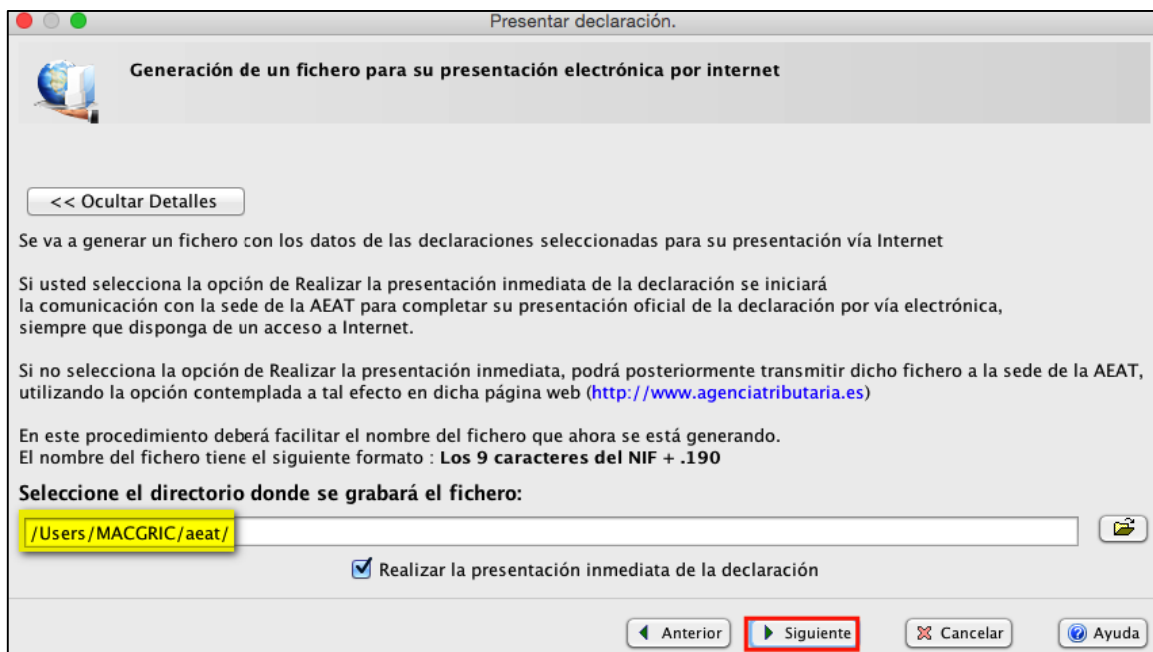 Presentar declaración.
Generación de un fichero para su presentación electrónica por internet
<< Ocultar Detalles
Se va a generar un fichero con los datos de las declaraciones seleccionadas para su presentación vía Internet
Si usted selecciona la opción de Realizar la presentación inmediata de la declaración se iniciará
la comunicación con la sede de la AEAT para completar su presentación oficial de la declaración por vía electrónica,
siempre que disponga de un acceso a Internet.
Si no selecciona la opción de Realizar la presentación inmediata, podrá posteriormente transmitir dicho fichero a la sede de la AEAT,
utilizando la opción contemplada a tal efecto en dicha página web (http://www.agenciatributaria.es)
En este procedimiento deberá facilitar el nombre del fichero que ahora se está generando.
El nombre del fichero tiene el siguiente formato : Los 9 caracteres del NIF + .190
Seleccione el directorio donde se grabará el fichero:
/Users/MACGRIC/aeat/
Realizar la presentación inmediata de la declaración
Anterior Siguiente Cancelar Ayuda